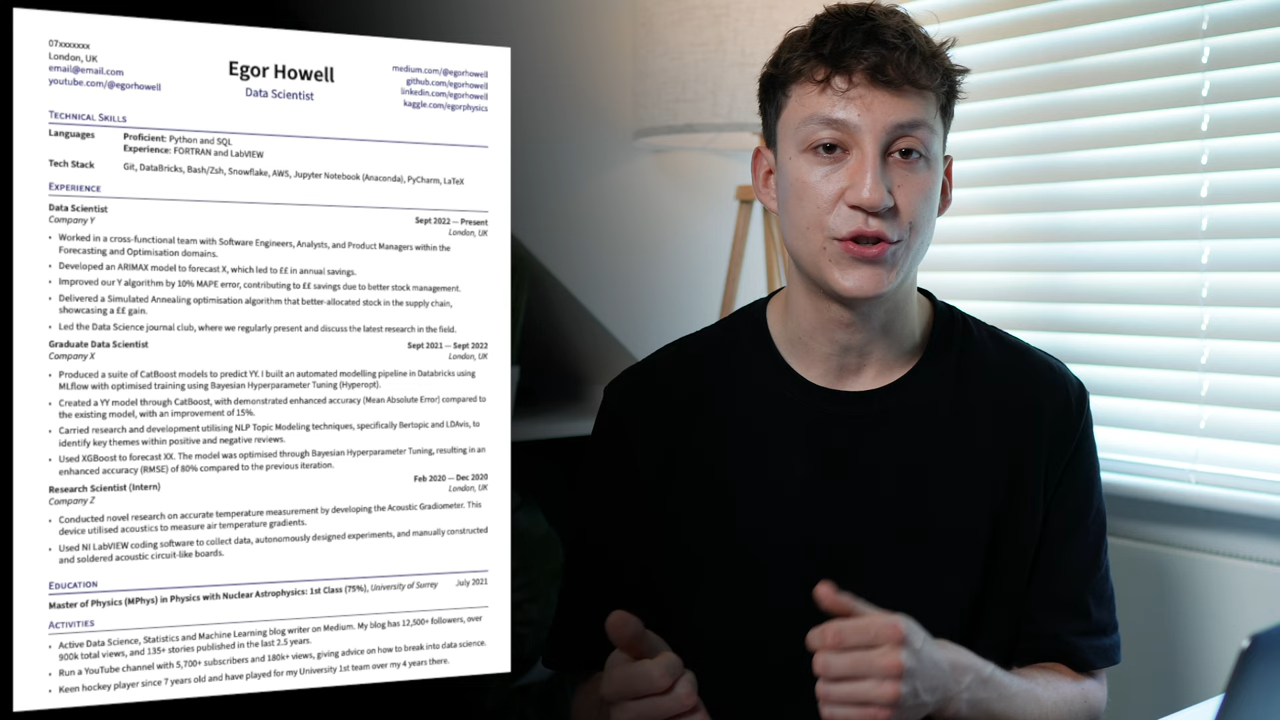 07xxxxxxx
London, UK
email@email.com
youtube.com/@egorhowell
Egor Howell
Data Scientist
medium.com/@egorhowell
github.com/egorhowell
linkedin.com/egorhowell
kaggle.com/egorphysics
TECHNICAL SKILLS
Languages Proficient: Python and SQL
Experience: FORTRAN and LabVIEW
Tech Stack Git, DataBricks, Bash/Zsh, Snowflake, AWS, Jupyter Notebook (Anaconda), PyCharm, LaTeX
EXPERIENCE
Data Scientist Sept 2022 — Present
Company Y London, UK
• Worked in a cross-functional team with Software Engineers, Analysts, and Product Managers within the
Forecasting and Optimisation domains.
• Developed an ARIMAX model to forecast X, which led to ££ in annual savings.
• Improved our Y algorithm by 10% MAPE error, contributing to ££ savings due to better stock management.
• Delivered a Simulated Annealing optimisation algorithm that better-allocated stock in the supply chain,
showcasing a ££ gain.
• Led the Data Science journal club, where we regularly present and discuss the latest research in the field.
Graduate Data Scientist Sept 2021 — Sept 2022
Company X London, UK
• Produced a suite of CatBoost models to predict YY. I built an automated modelling pipeline in Databricks using
MLflow with optimised training using Bayesian Hyperparameter Tuning (Hyperopt).
• Created a YY model through CatBoost, with demonstrated enhanced accuracy (Mean Absolute Error) compared to
the existing model, with an improvement of 15%.
• Carried research and development utilising NLP Topic Modeling techniques, specifically Bertopic and LDAvis, to
identify key themes within positive and negative reviews.
• Used XGBoost to forecast XX. The model was optimised through Bayesian Hyperparameter Tuning, resulting in an
enhanced accuracy (RMSE) of 80% compared to the previous iteration.
Research Scientist (Intern) Feb 2020 — Dec 2020
Company Z London, UK
• Conducted novel research on accurate temperature measurement by developing the Acoustic Gradiometer. This
device utilised acoustics to measure air temperature gradients.
• Used NI LabVIEW coding software to collect data, autonomously designed experiments, and manually constructed
and soldered acoustic circuit-like boards.
EDUCATION
Master of Physics (MPhys) in Physics with Nuclear Astrophysics: 1st Class (75%), University of Surrey July 2021
ACTIVITIES
• Active Data Science, Statistics and Machine Learning blog writer on Medium. My blog has 12,500+ followers, over
900k total views, and 135+ stories published in the last 2.5 years.
• Run a YouTube channel with 5,700+ subscribers and 180k+ views, giving advice on how to break into data science.
• Keen hockey player since 7 years old and have played for my University 1st team over my 4 years there.